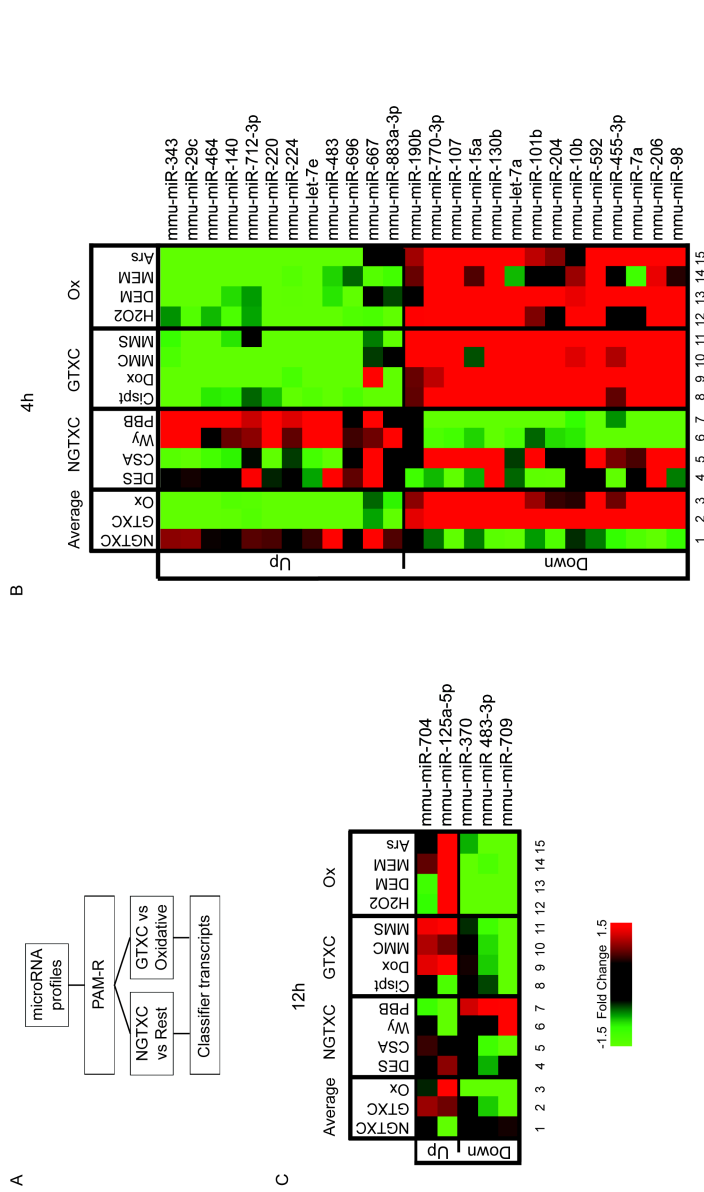 A
microRNA
profiles
PAM-R
NGTXC
vs Rest
GTXC vs
Oxidative
Classifier transcripts
B
4h
Average
NGTXC
GTXC
Ox
NGTXC
GTXC
Ox
DES
CSA
Wy
PBB
Cispt
Dox
MMC
MMS
H2O2
DEM
MEM
Ars
Up
Down
mmu-miR-343
mmu-miR-29c
mmu-miR-464
mmu-miR-140
mmu-miR-712-3p
mmu-miR-220
mmu-miR-224
mmu-let-7e
mmu-miR-483
mmu-miR-696
mmu-miR-667
mmu-miR-883a-3p
mmu-miR-190b
mmu-miR-770-3p
mmu-miR-107
mmu-miR-15a
mmu-miR-130b
mmu-let-7a
mmu-miR-101b
mmu-miR-204
mmu-miR-10b
mmu-miR-592
mmu-miR-455-3p
mmu-miR-7a
mmu-miR-206
mmu-miR-98
1 2 3 4 5 6 7 8 9 10 11 12 13 14 15
C
12h
Average
NGTXC
GTXC
Ox
NGTXC
GTXC
Ox
DES
CSA
Wy
PBB
Cispt
Dox
MMC
MMS
H2O2
DEM
MEM
Ars
Up
Down
mmu-miR-704
mmu-miR-125a-5p
mmu-miR-370
mmu-miR 483-3p
mmu-miR-709
1 2 3 4 5 6 7 8 9 10 11 12 13 14 15
-1.5 Fold Change 1.5